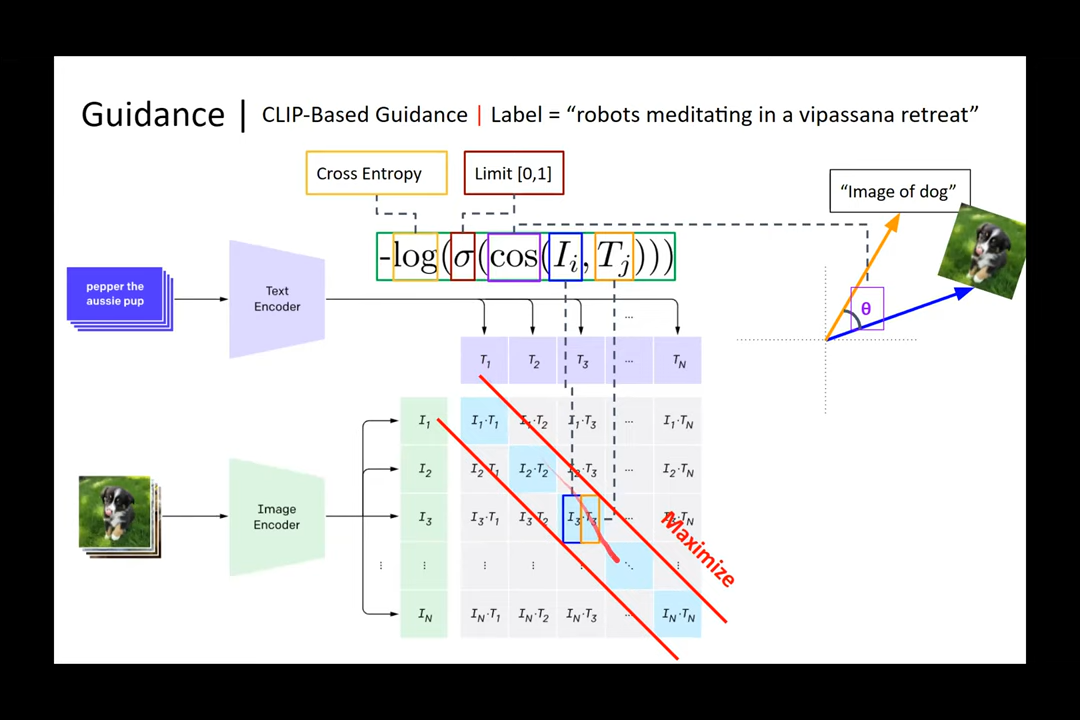 Guidance | CLIP-Based Guidance | Label = “robots meditating in a vipassana retreat”
Cross Entropy
Limit [0,1]
“Image of dog”
-log(σ(cos(I_i, T_j)))
θ
pepper the
aussie pup
Text
Encoder
...
T₁ T₂ T₃ ... T_N
I₁ I₁·T₁ I₁·T₂ I₁·T₃ ... I₁·T_N
I₂ I₂·T₁ I₂·T₂ I₂·T₃ ... I₂·T_N
Image
Encoder
I₃ I₃·T₁ I₃·T₂ I₃·T₃ ... I₃·T_N
Maximize
⋮ ⋮ ⋮ ⋮ ⋮ ⋱ ⋮
I_N I_N·T₁ I_N·T₂ I_N·T₃ ... I_N·T_N